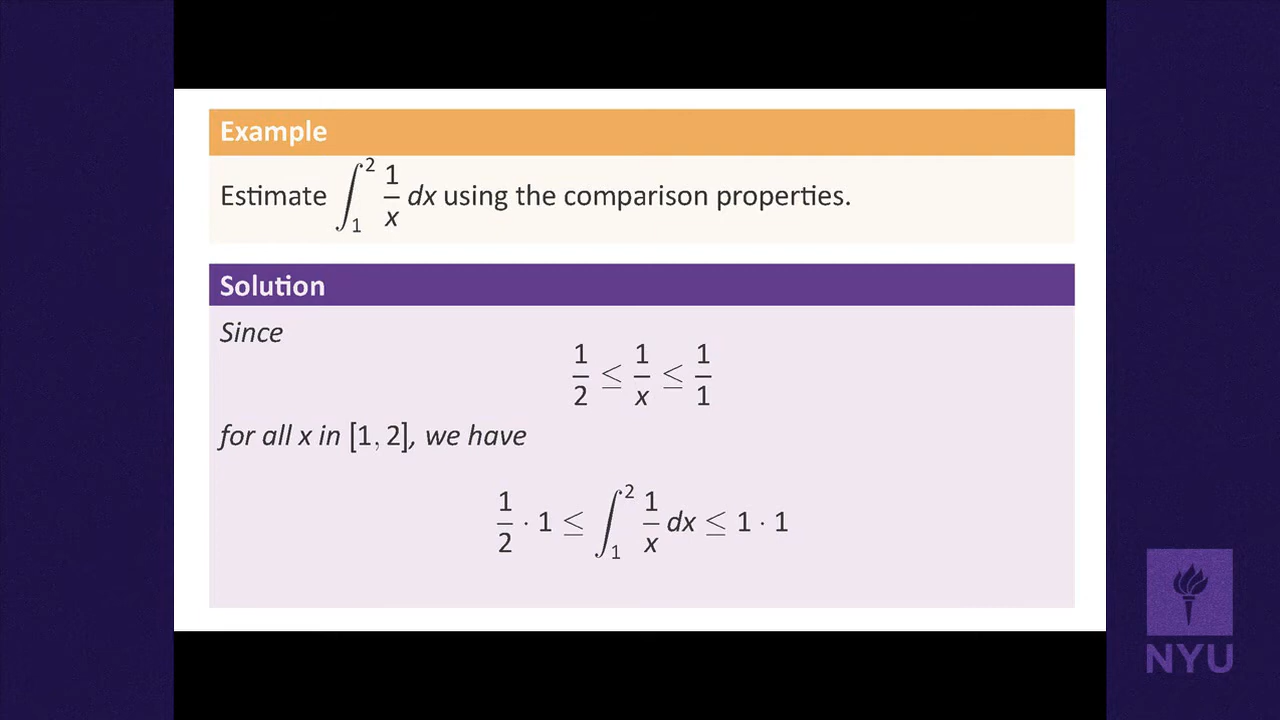 Example
Estimate ∫₁² 1/x dx using the comparison properties.
Solution
Since
1/2 ≤ 1/x ≤ 1/1
for all x in [1, 2], we have
1/2 · 1 ≤ ∫₁² 1/x dx ≤ 1 · 1
NYU